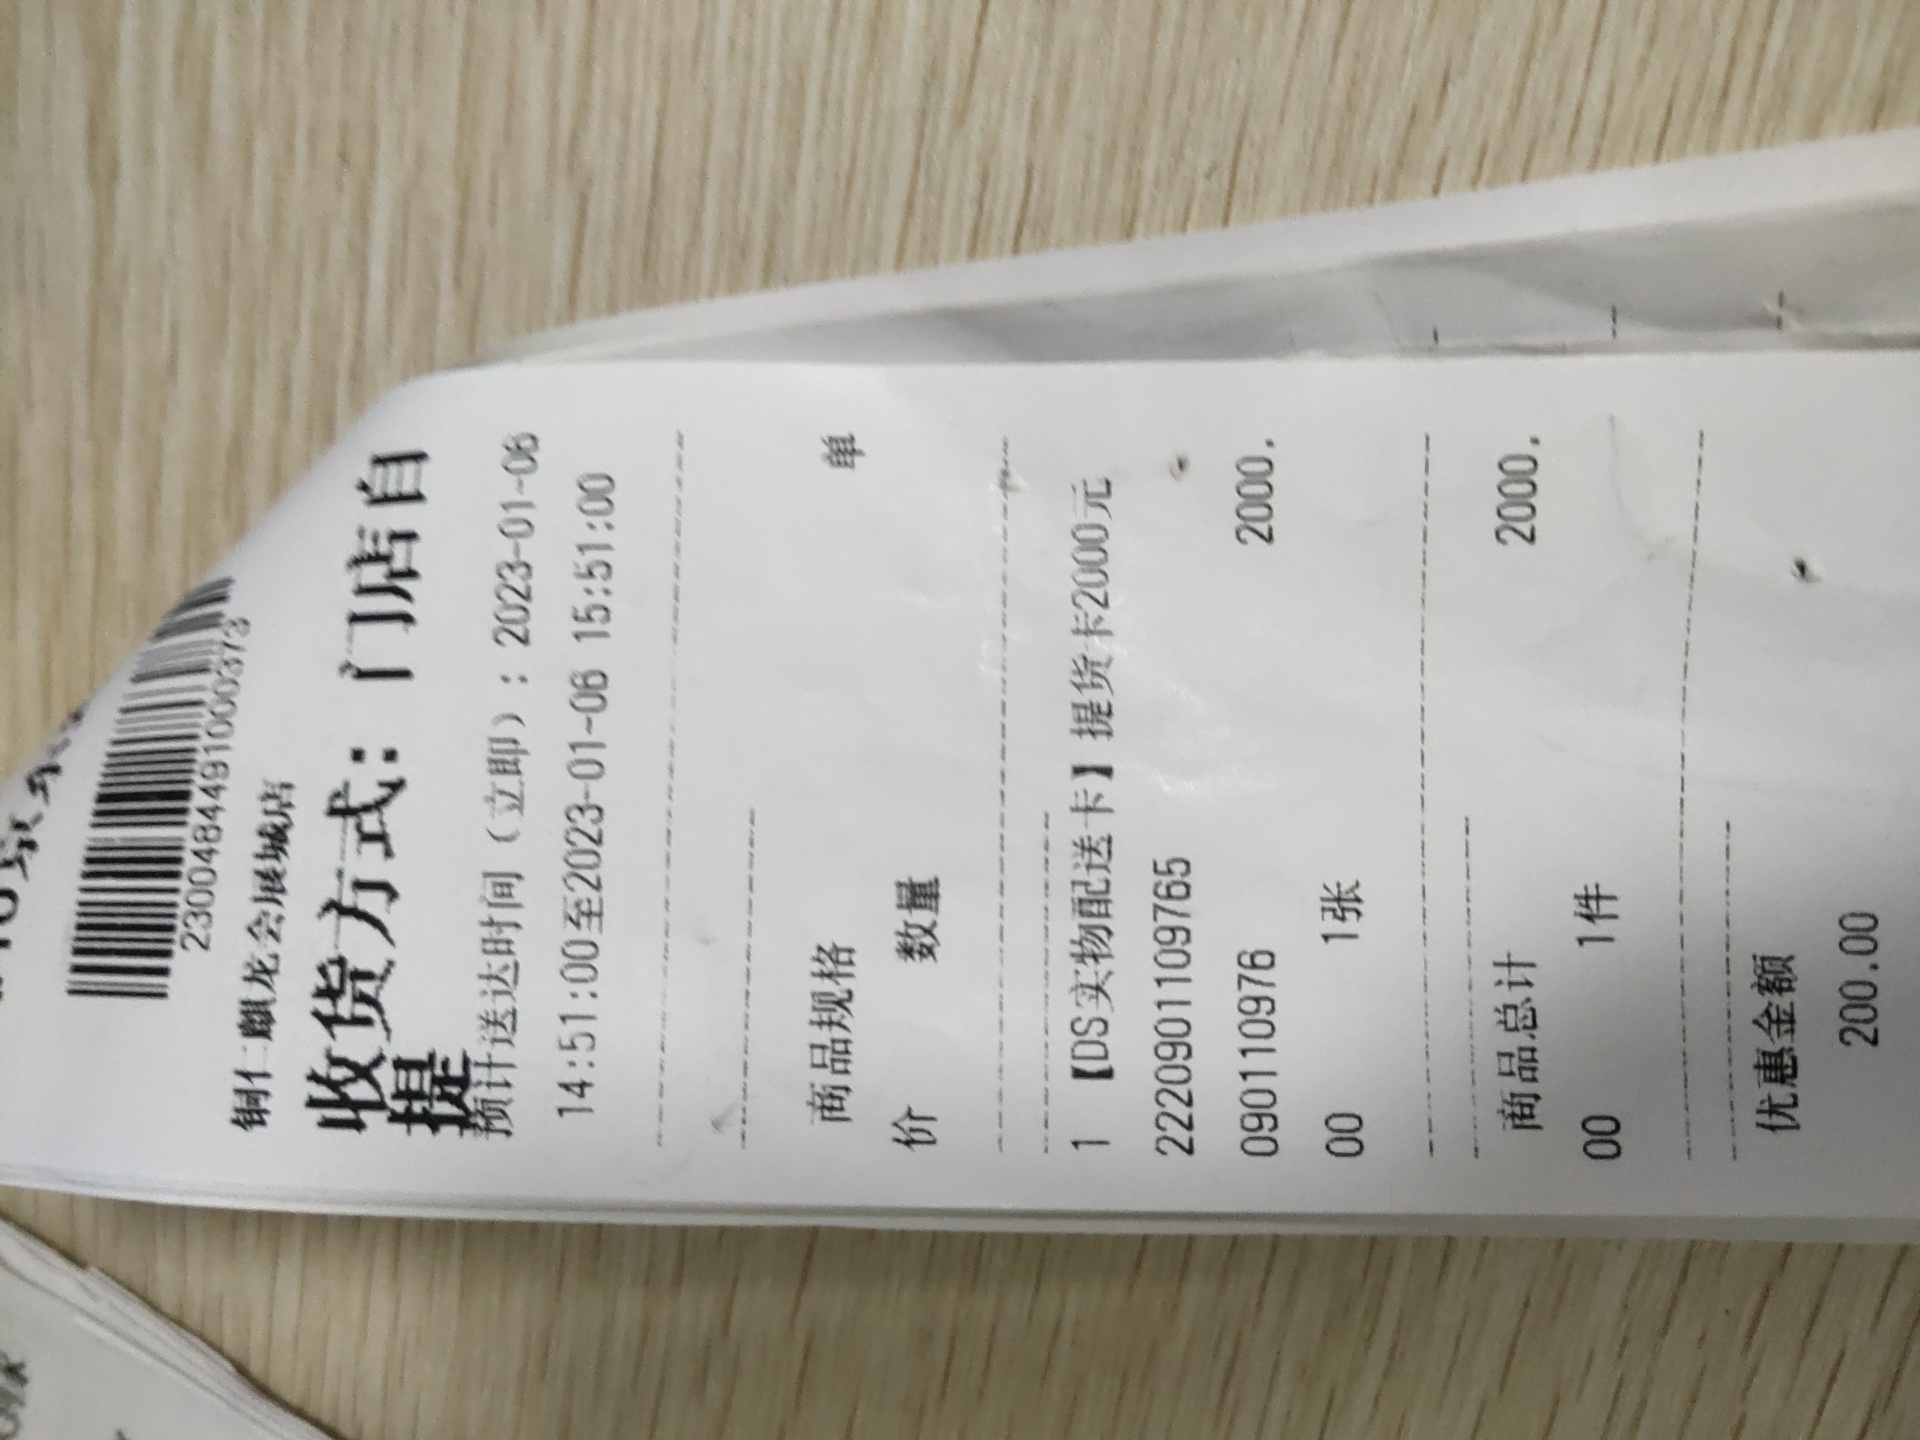 2300484491000373
铜仁麒龙会展城店
收货方式：门店自
提
预计送达时间（立即）：2023-01-06
14:51:00至2023-01-06 15:51:00
商品规格 单
价 数量
1 【DS实物配送卡】提货卡2000元
2220901109765
0901110976 2000.
00 1张
商品总计 2000.
00 1件
优惠金额
200.00